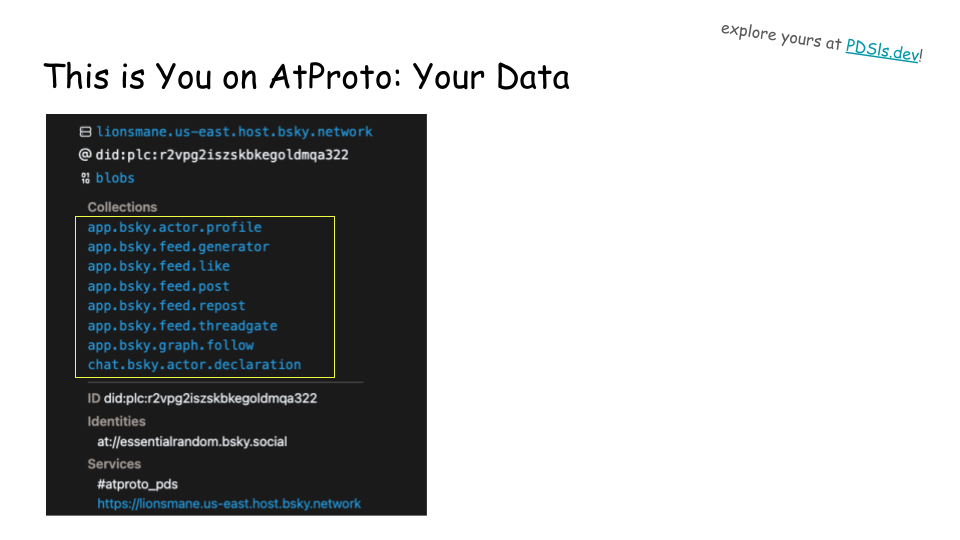 explore yours at PDSls.dev!
This is You on AtProto: Your Data
lionsmane.us-east.host.bsky.network
@ did:plc:r2vpg2iszskbkegoldmqa322
blobs
Collections
app.bsky.actor.profile
app.bsky.feed.generator
app.bsky.feed.like
app.bsky.feed.post
app.bsky.feed.repost
app.bsky.feed.threadgate
app.bsky.graph.follow
chat.bsky.actor.declaration
ID did:plc:r2vpg2iszskbkegoldmqa322
Identities
at://essentialrandom.bsky.social
Services
#atproto_pds
https://lionsmane.us-east.host.bsky.network